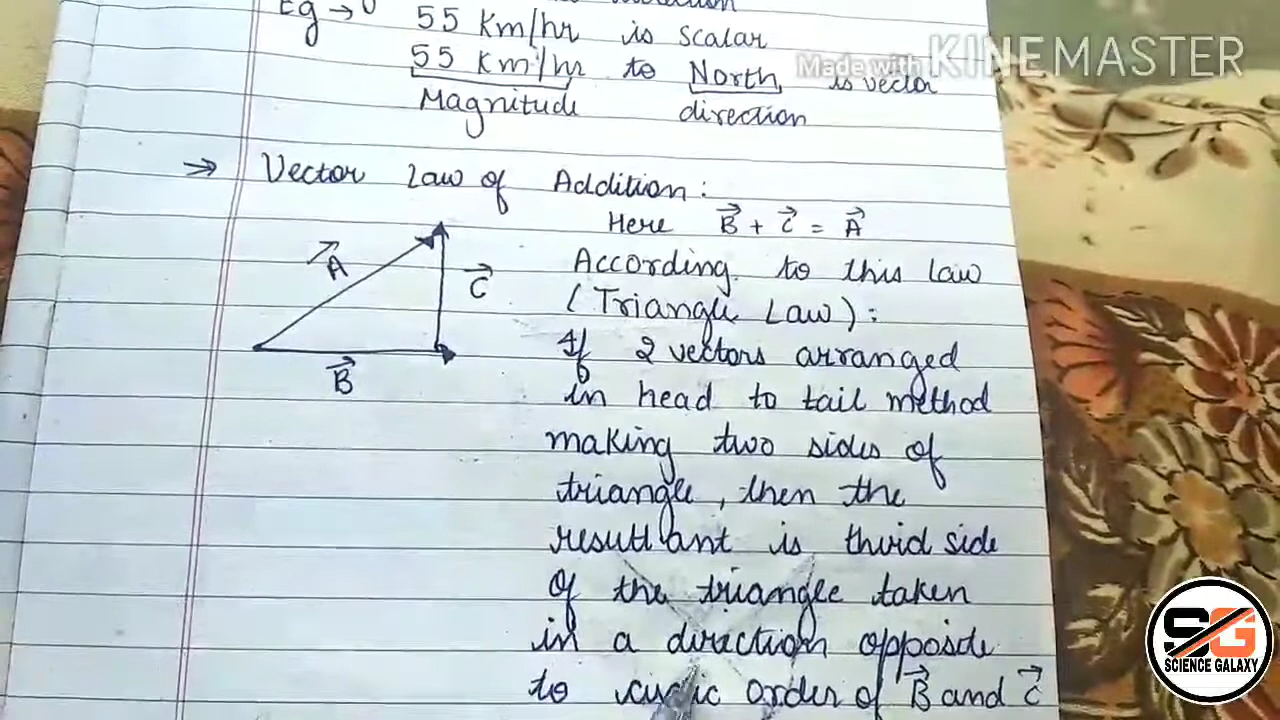 Eg →
55 Km/hr is scalar
55 Km/hr to North is vector
Magnitude direction
Made with KINEMASTER
⇒ Vector Law of Addition:
Here B⃗ + C⃗ = A⃗
A⃗
C⃗
B⃗
According to this law
(Triangle Law):
If 2 vectors arranged
in head to tail method
making two sides of
triangle, then the
resultant is third side
of the triangle taken
in a direction opposite
to cyclic order of B⃗ and C⃗
SG
SCIENCE GALAXY